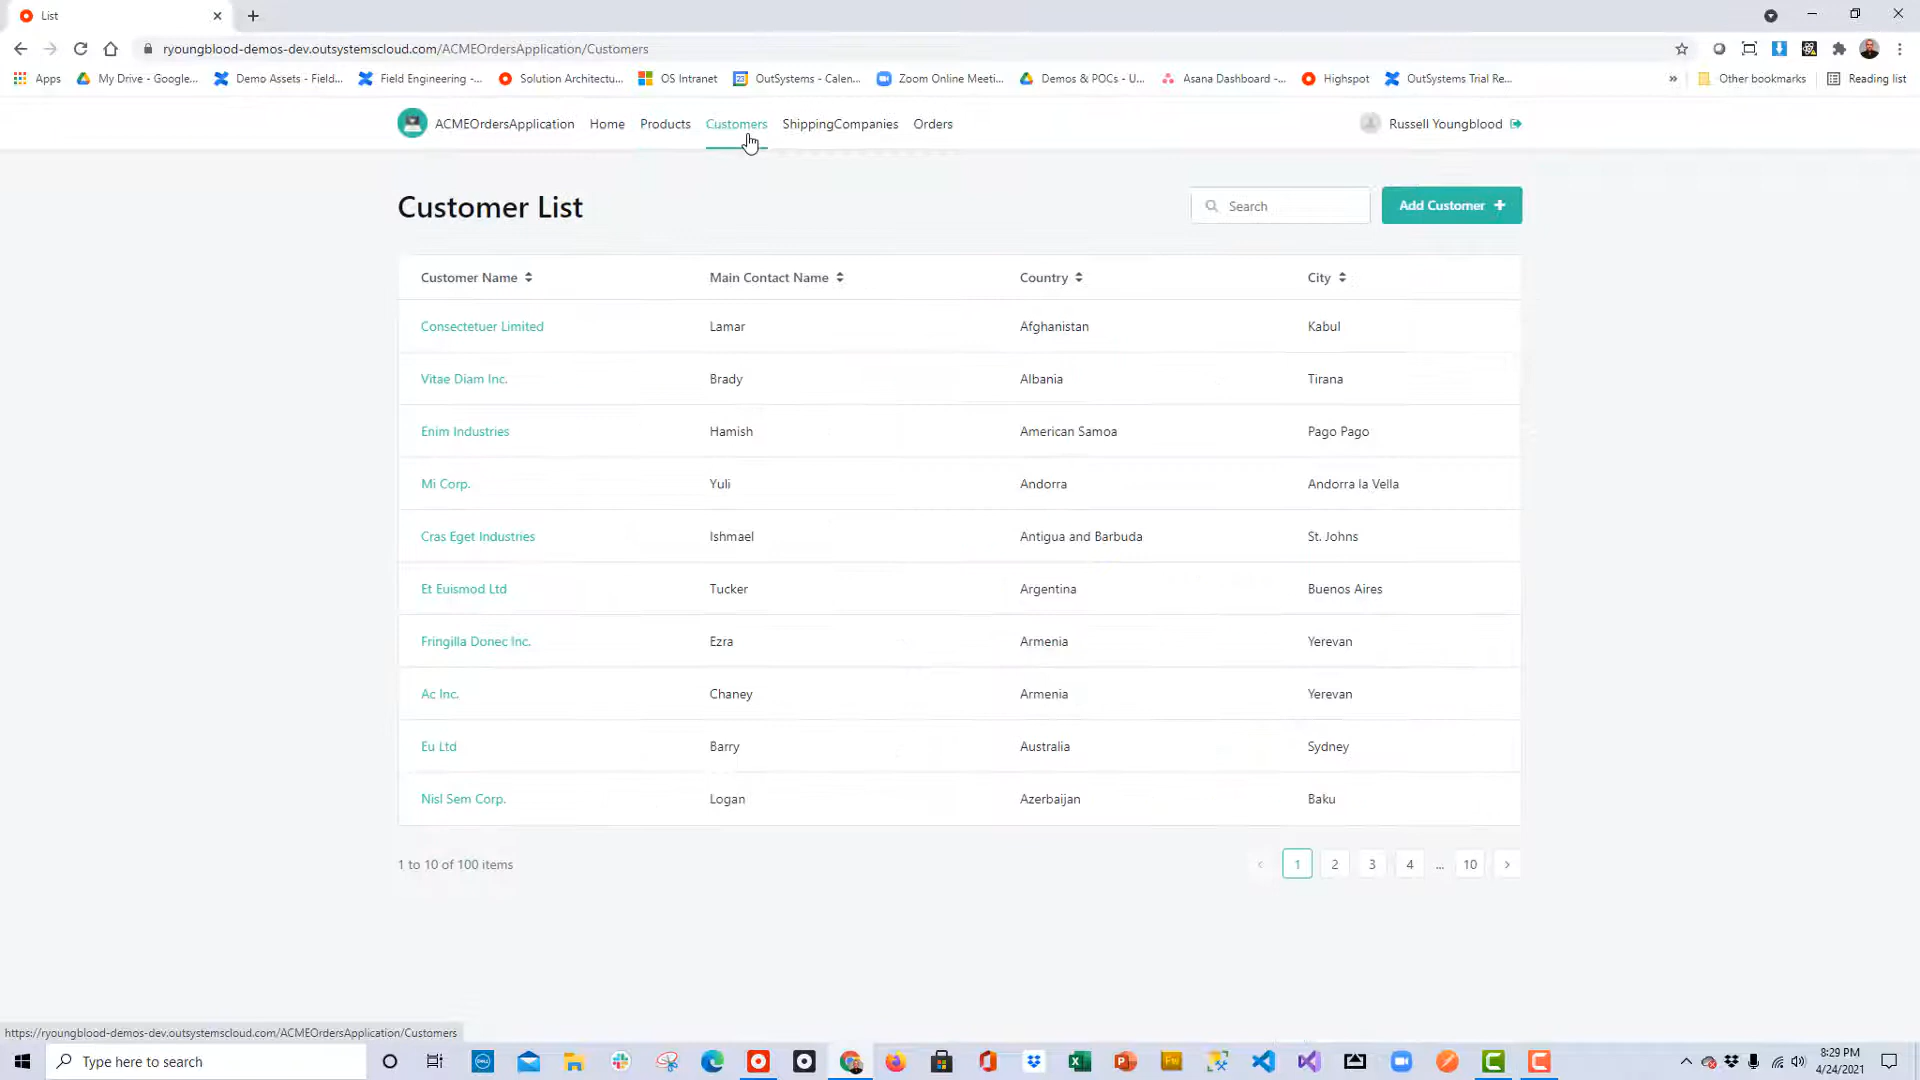 List
ryoungblood-demos-dev.outsystemscloud.com/ACMEOrdersApplication/Customers
Apps My Drive - Google... Demo Assets - Field... Field Engineering -... Solution Architectu... OS Intranet OutSystems - Calen... Zoom Online Meeti... Demos & POCs - U... Asana Dashboard -... Highspot OutSystems Trial Re... » Other bookmarks Reading list
ACMEOrdersApplication Home Products Customers ShippingCompanies Orders Russell Youngblood
Customer List Search Add Customer +
Customer Name Main Contact Name Country City
Consectetuer Limited Lamar Afghanistan Kabul
Vitae Diam Inc. Brady Albania Tirana
Enim Industries Hamish American Samoa Pago Pago
Mi Corp. Yuli Andorra Andorra la Vella
Cras Eget Industries Ishmael Antigua and Barbuda St. Johns
Et Euismod Ltd Tucker Argentina Buenos Aires
Fringilla Donec Inc. Ezra Armenia Yerevan
Ac Inc. Chaney Armenia Yerevan
Eu Ltd Barry Australia Sydney
Nisl Sem Corp. Logan Azerbaijan Baku
1 to 10 of 100 items 1 2 3 4 ... 10
https://ryoungblood-demos-dev.outsystemscloud.com/ACMEOrdersApplication/Customers
Type here to search
8:29 PM
4/24/2021